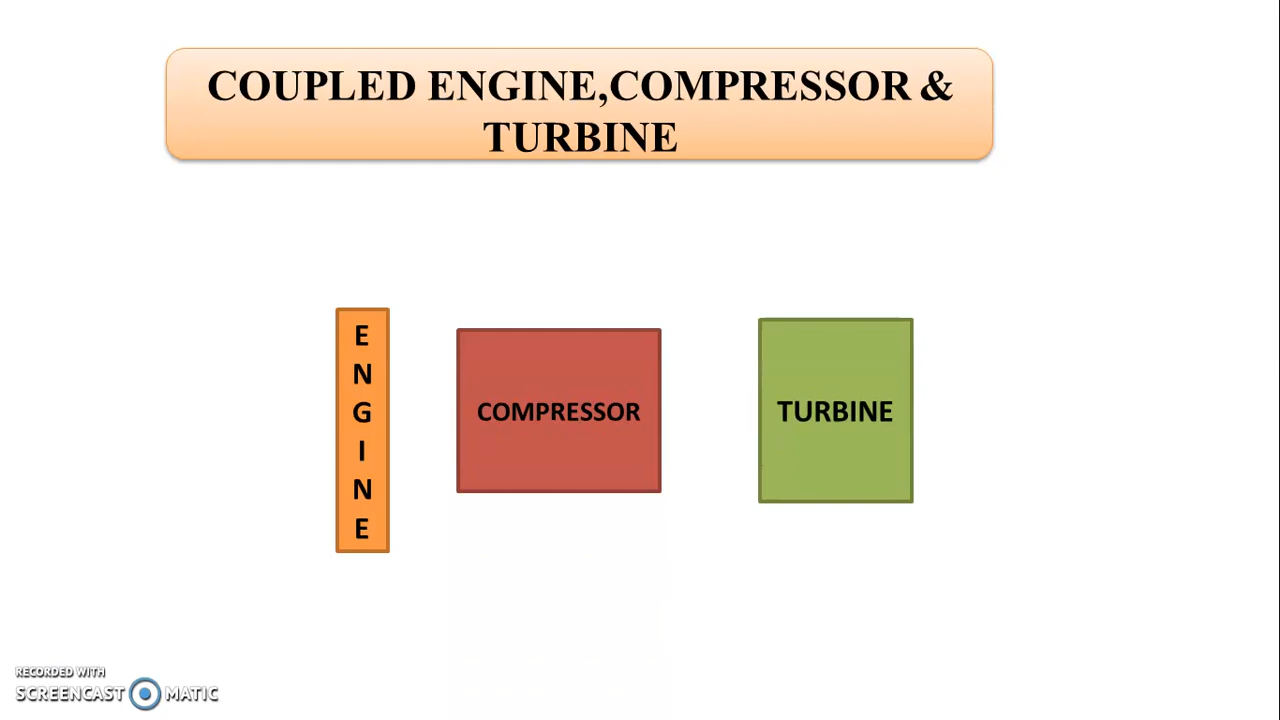 COUPLED ENGINE,COMPRESSOR &
TURBINE
E
N
G
I
N
E
COMPRESSOR
TURBINE
RECORDED WITH
SCREENCAST MATIC